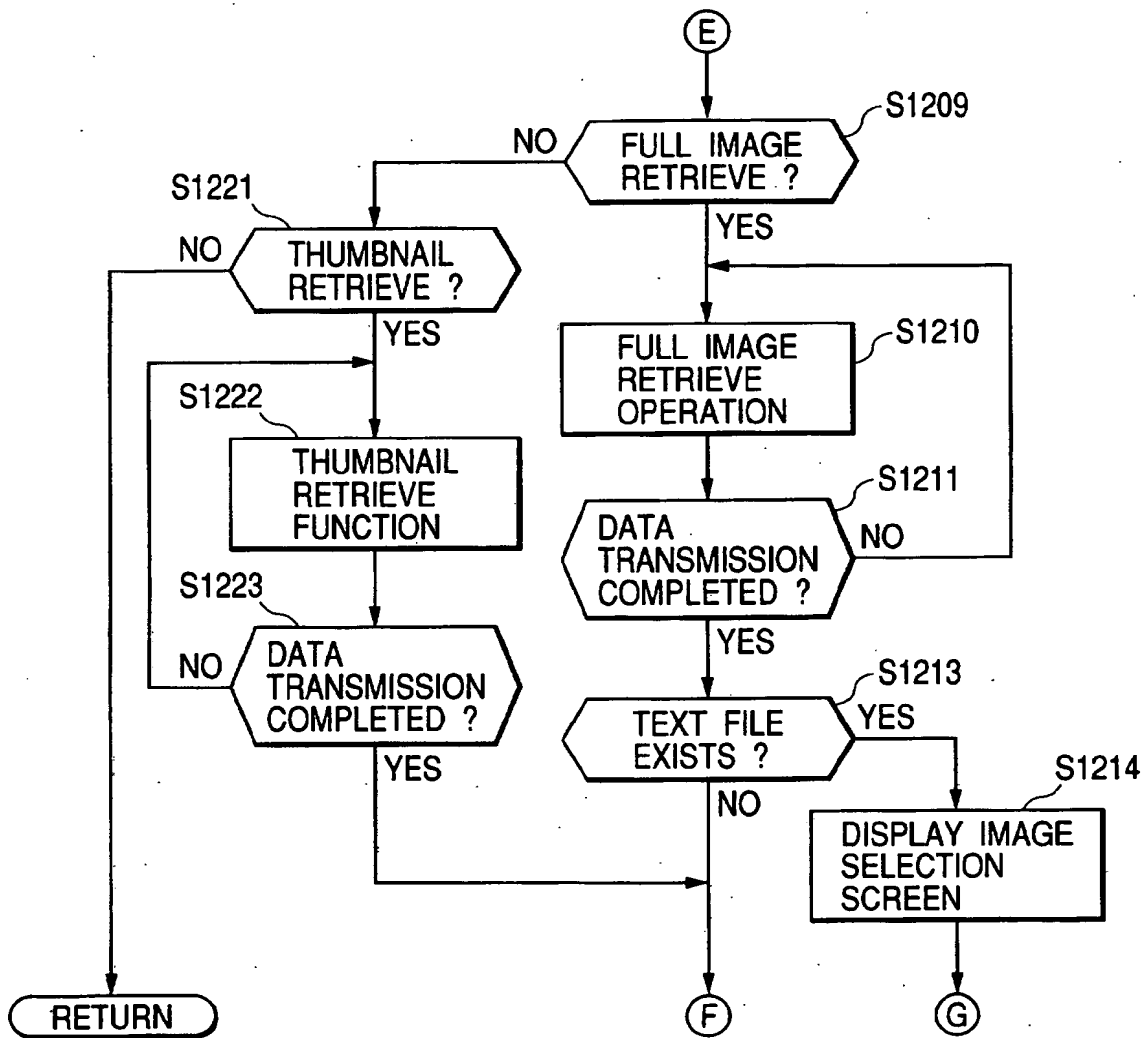 E
S1209
NO
FULL IMAGE
RETRIEVE ?
YES
S1221
NO
THUMBNAIL
RETRIEVE ?
YES
S1210
FULL IMAGE
RETRIEVE
OPERATION
S1222
THUMBNAIL
RETRIEVE
FUNCTION
S1211
DATA
TRANSMISSION
COMPLETED ?
NO
YES
S1223
NO
DATA
TRANSMISSION
COMPLETED ?
YES
S1213
TEXT FILE
EXISTS ?
YES
NO
S1214
DISPLAY IMAGE
SELECTION
SCREEN
RETURN
F
G